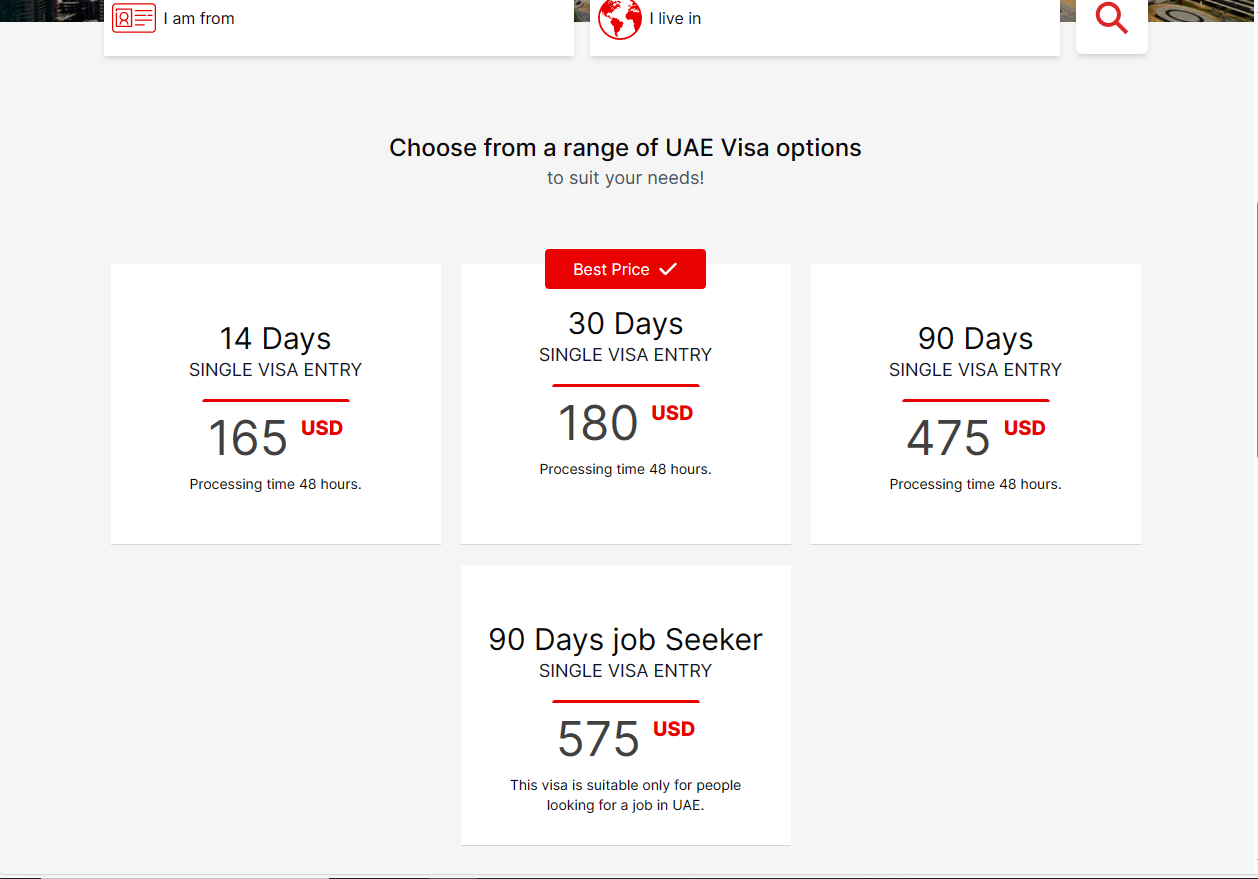 I am from
I live in
Choose from a range of UAE Visa options
to suit your needs!
Best Price
14 Days
SINGLE VISA ENTRY
165 USD
Processing time 48 hours.
30 Days
SINGLE VISA ENTRY
180 USD
Processing time 48 hours.
90 Days
SINGLE VISA ENTRY
475 USD
Processing time 48 hours.
90 Days job Seeker
SINGLE VISA ENTRY
575 USD
This visa is suitable only for people
looking for a job in UAE.